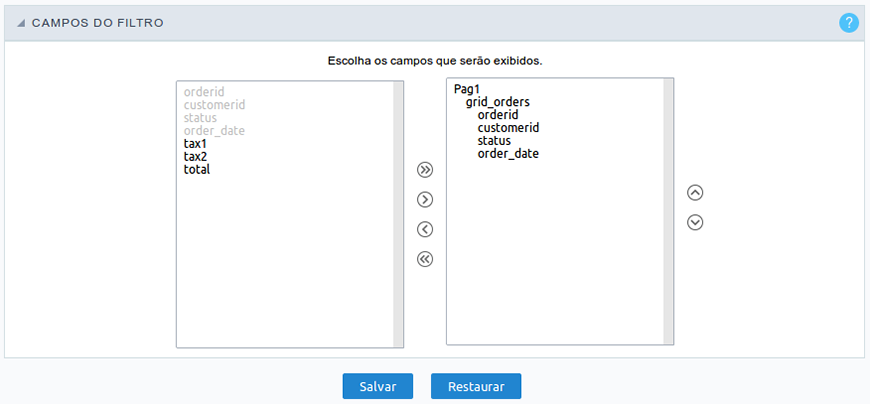 CAMPOS DO FILTRO
?
Escolha os campos que serão exibidos.
orderid
customerid
status
order_date
tax1
tax2
total
Pag1
grid_orders
orderid
customerid
status
order_date
Salvar
Restaurar